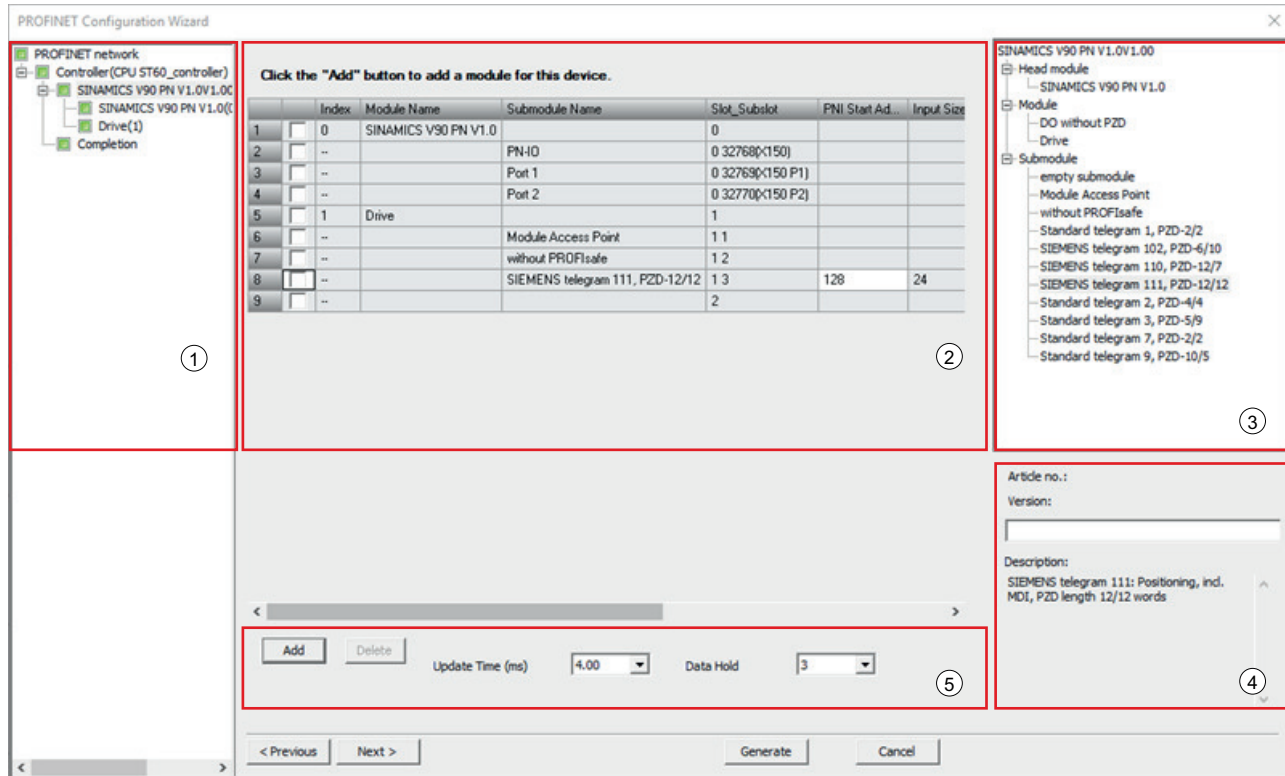 PROFINET Configuration Wizard
PROFINET network
Controller(CPU ST60_controller)
SINAMICS V90 PN V1.0V1.00
SINAMICS V90 PN V1.0(
Drive(1)
Completion
1
Click the "Add" button to add a module for this device.
Index Module Name Submodule Name Slot_Subslot PNI Start Ad... Input Size
1 0 SINAMICS V90 PN V1.0 0
2 -- PN-IO 0 32768(X150)
3 -- Port 1 0 32769(X150 P1)
4 -- Port 2 0 32770(X150 P2)
5 1 Drive 1
6 -- Module Access Point 1 1
7 -- without PROFIsafe 1 2
8 -- SIEMENS telegram 111, PZD-12/12 1 3 128 24
9 -- 2
2
SINAMICS V90 PN V1.0V1.00
Head module
SINAMICS V90 PN V1.0
Module
DO without PZD
Drive
Submodule
empty submodule
Module Access Point
without PROFIsafe
Standard telegram 1, PZD-2/2
SIEMENS telegram 102, PZD-6/10
SIEMENS telegram 110, PZD-12/7
SIEMENS telegram 111, PZD-12/12
Standard telegram 2, PZD-4/4
Standard telegram 3, PZD-5/9
Standard telegram 7, PZD-2/2
Standard telegram 9, PZD-10/5
3
Article no.:
Version:
Description:
SIEMENS telegram 111: Positioning, incl.
MDI, PZD length 12/12 words
4
Add Delete Update Time (ms) 4.00 Data Hold 3
5
< Previous Next > Generate Cancel